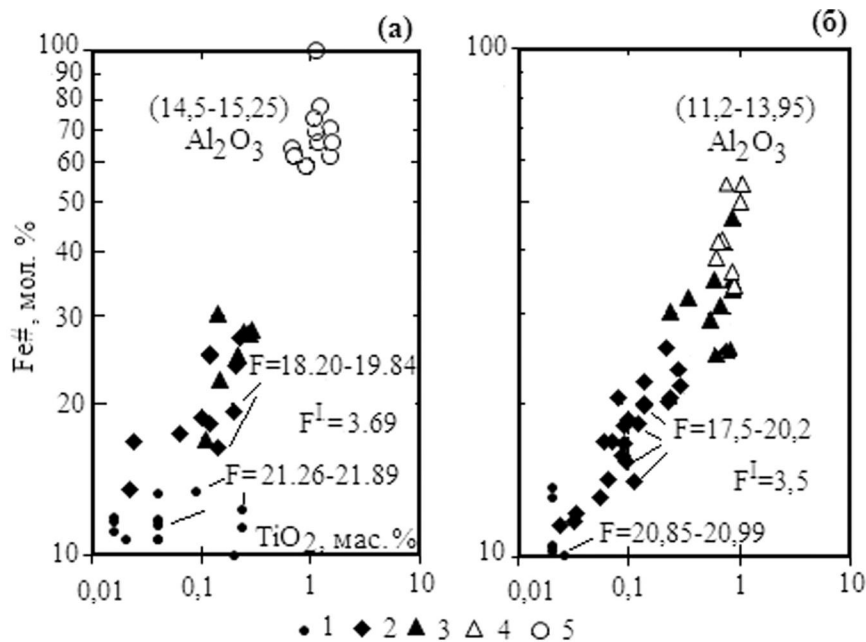 (а)
(б)
100
90
80
70
60
50
40
30
20
10
Fe#, мол. %
(14,5-15,25)
Al₂O₃
F=18.20-19.84
Fᴵ=3.69
F=21.26-21.89
TiO₂, мас.%
0,01 0,1 1 10
100
10
(11,2-13,95)
Al₂O₃
F=17,5-20,2
Fᴵ=3,5
F=20,85-20,99
0,01 0,1 1 10
1 2 3 4 5